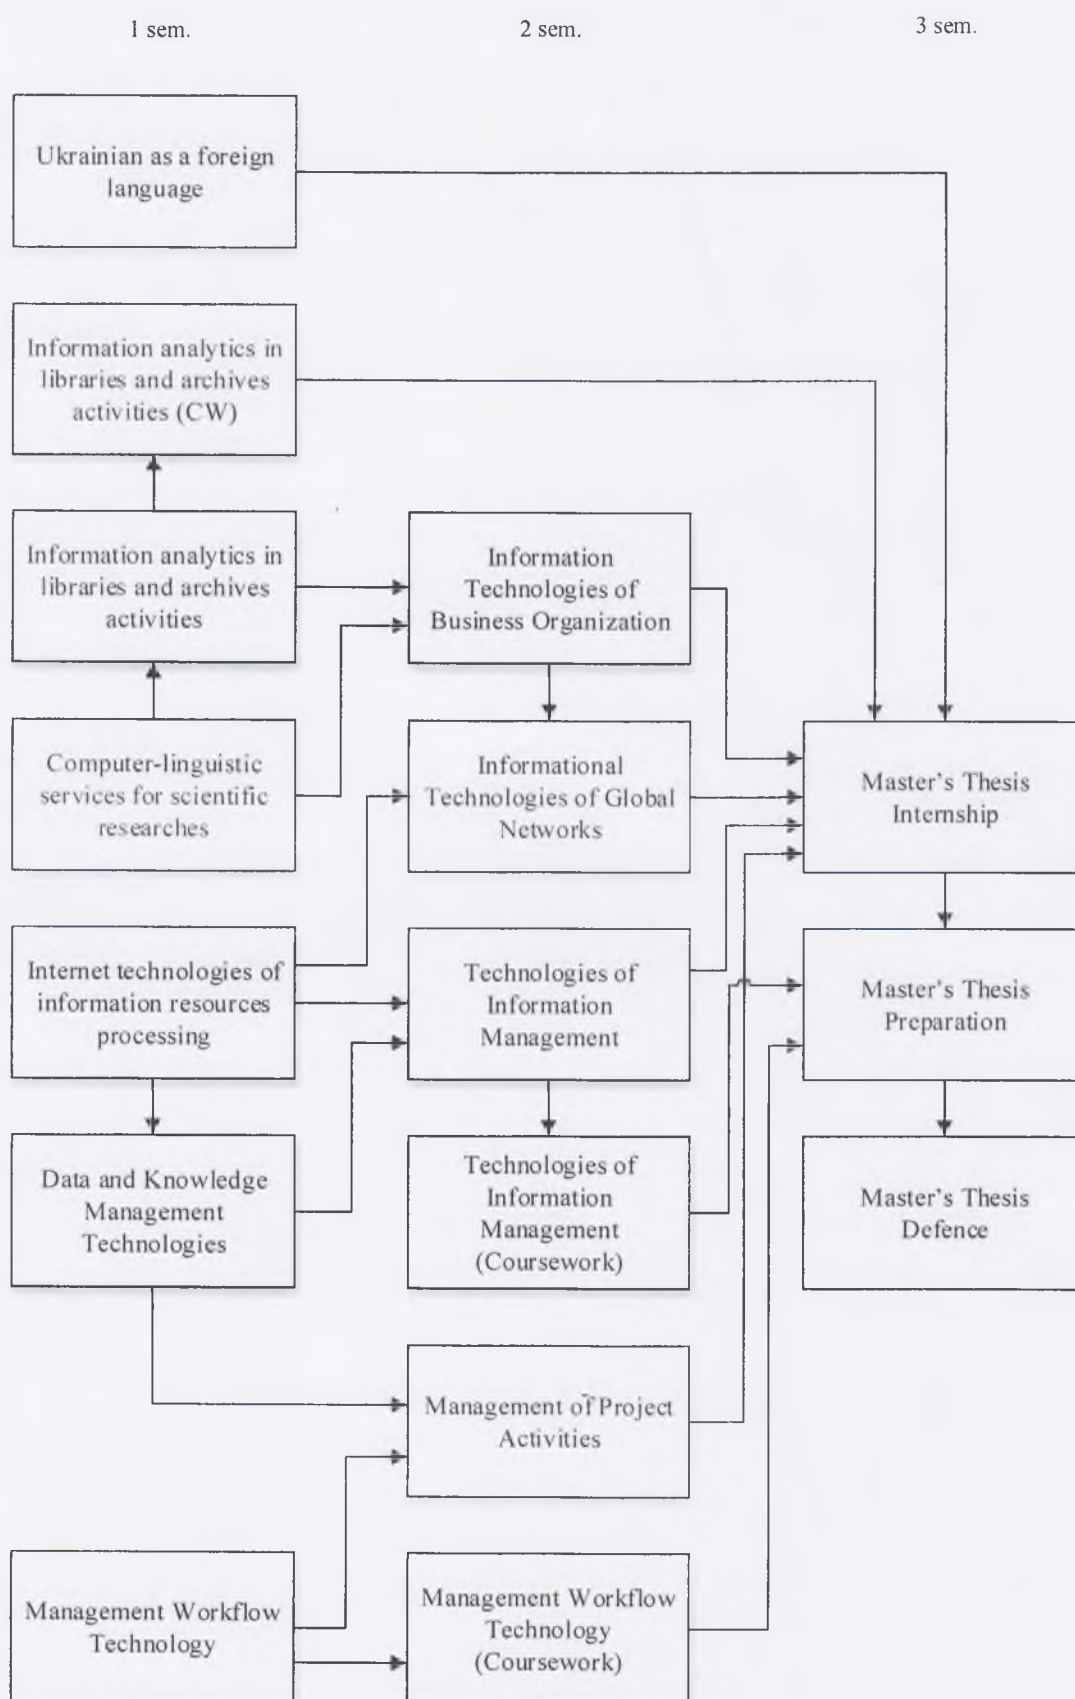 1 sem.
2 sem.
3 sem.
Ukrainian as a foreign
language
Information analytics in
libraries and archives
activities (CW)
Information analytics in
libraries and archives
activities
Computer-linguistic
services for scientific
researches
Internet technologies of
information resources
processing
Data and Knowledge
Management
Technologies
Management Workflow
Technology
Information
Technologies of
Business Organization
Informational
Technologies of Global
Networks
Technologies of
Information
Management
Technologies of
Information
Management
(Coursework)
Management of Project
Activities
Management Workflow
Technology
(Coursework)
Master's Thesis
Internship
Master's Thesis
Preparation
Master's Thesis
Defence